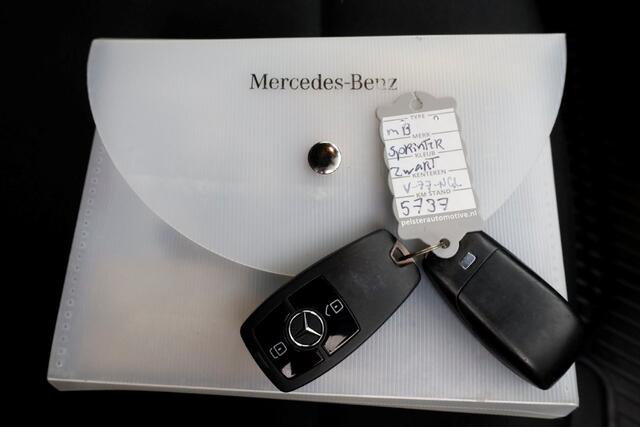 Mercedes-Benz
TYPE
MB
MERK
SPRINTER
KLEUR
ZWART
KENTEKEN
V-77-NGL
KM STAND
5737
pelsterautomotive.nl